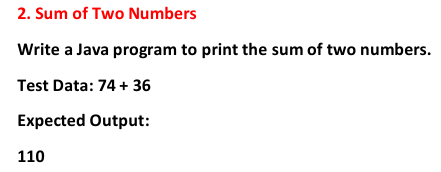 2. Sum of Two Numbers
Write a Java program to print the sum of two numbers.
Test Data: 74 + 36
Expected Output:
110